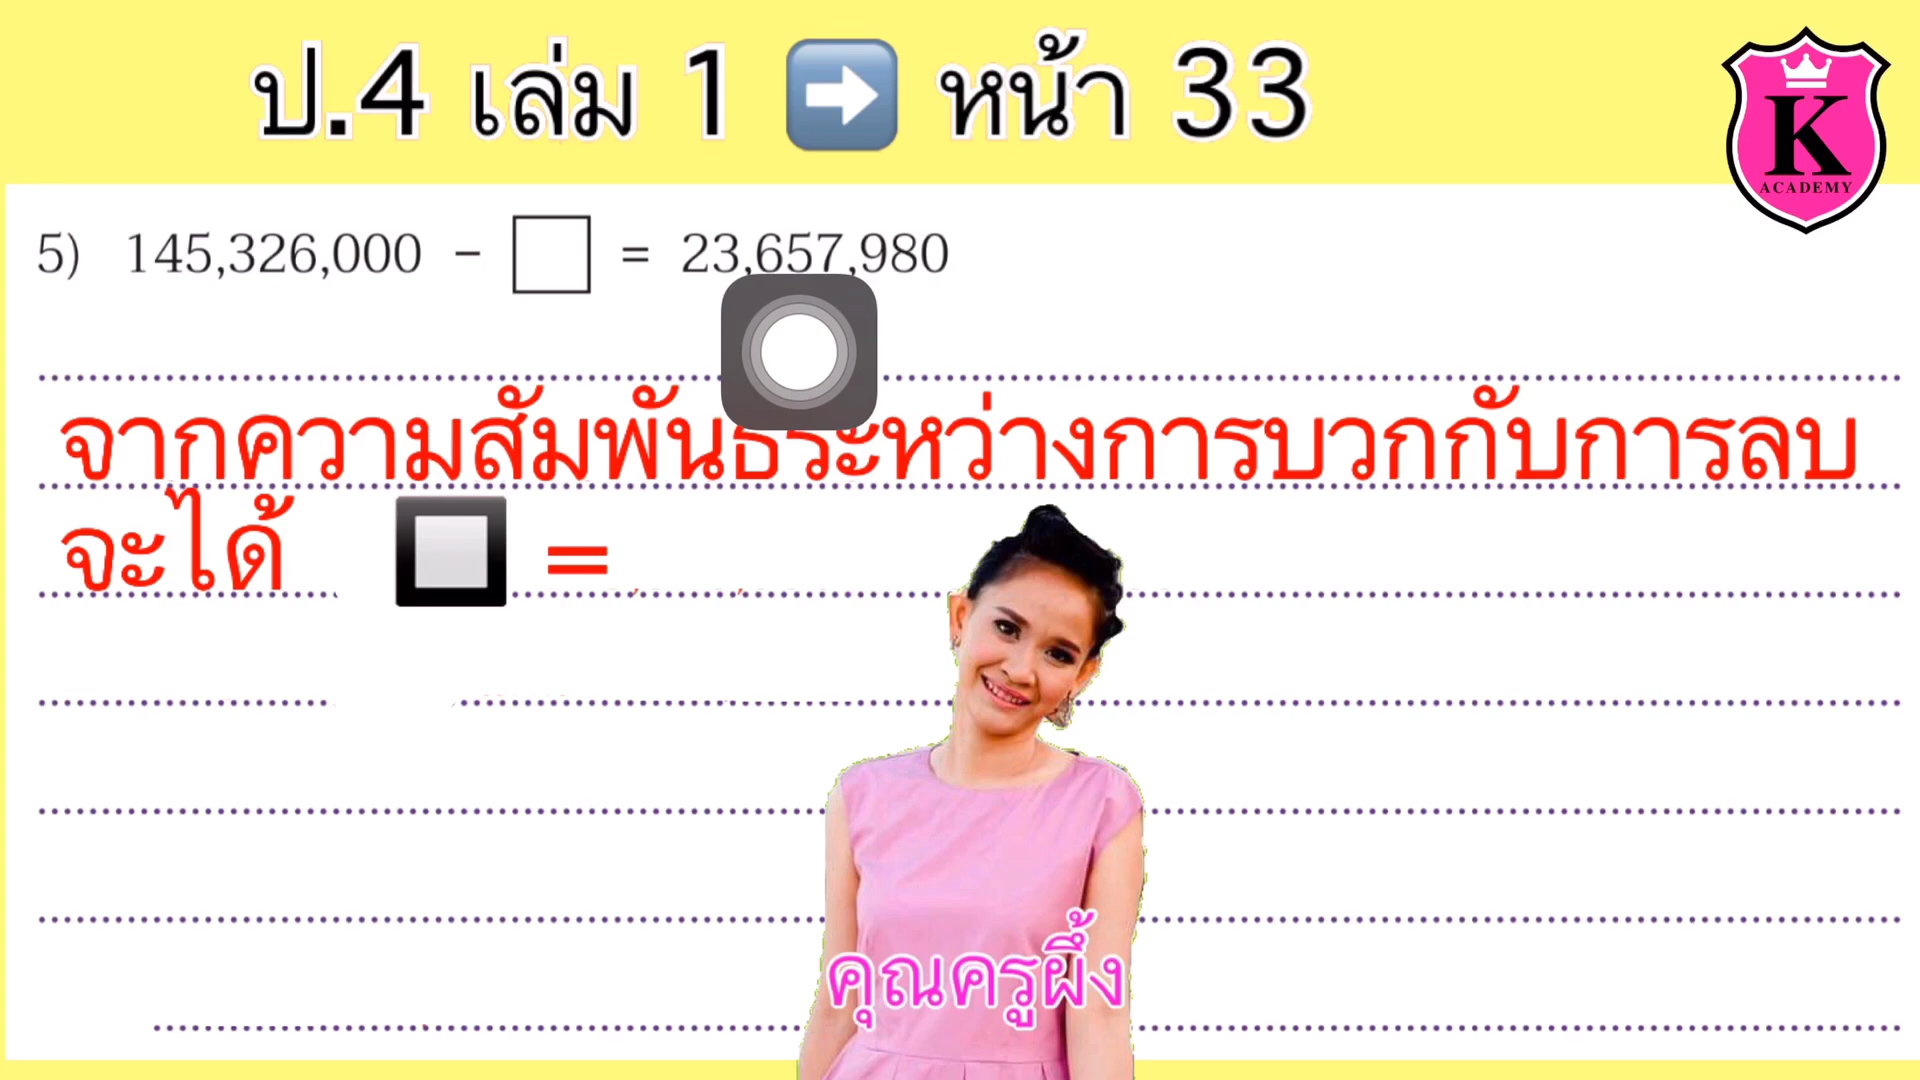 ป.4 เล่ม 1 ➡️ หน้า 33
K
ACADEMY
5) 145,326,000 - □ = 23,657,980
จากความสัมพันธ์ระหว่างการบวกกับการลบ
จะได้ 🔲 =
คุณครูผึ้ง